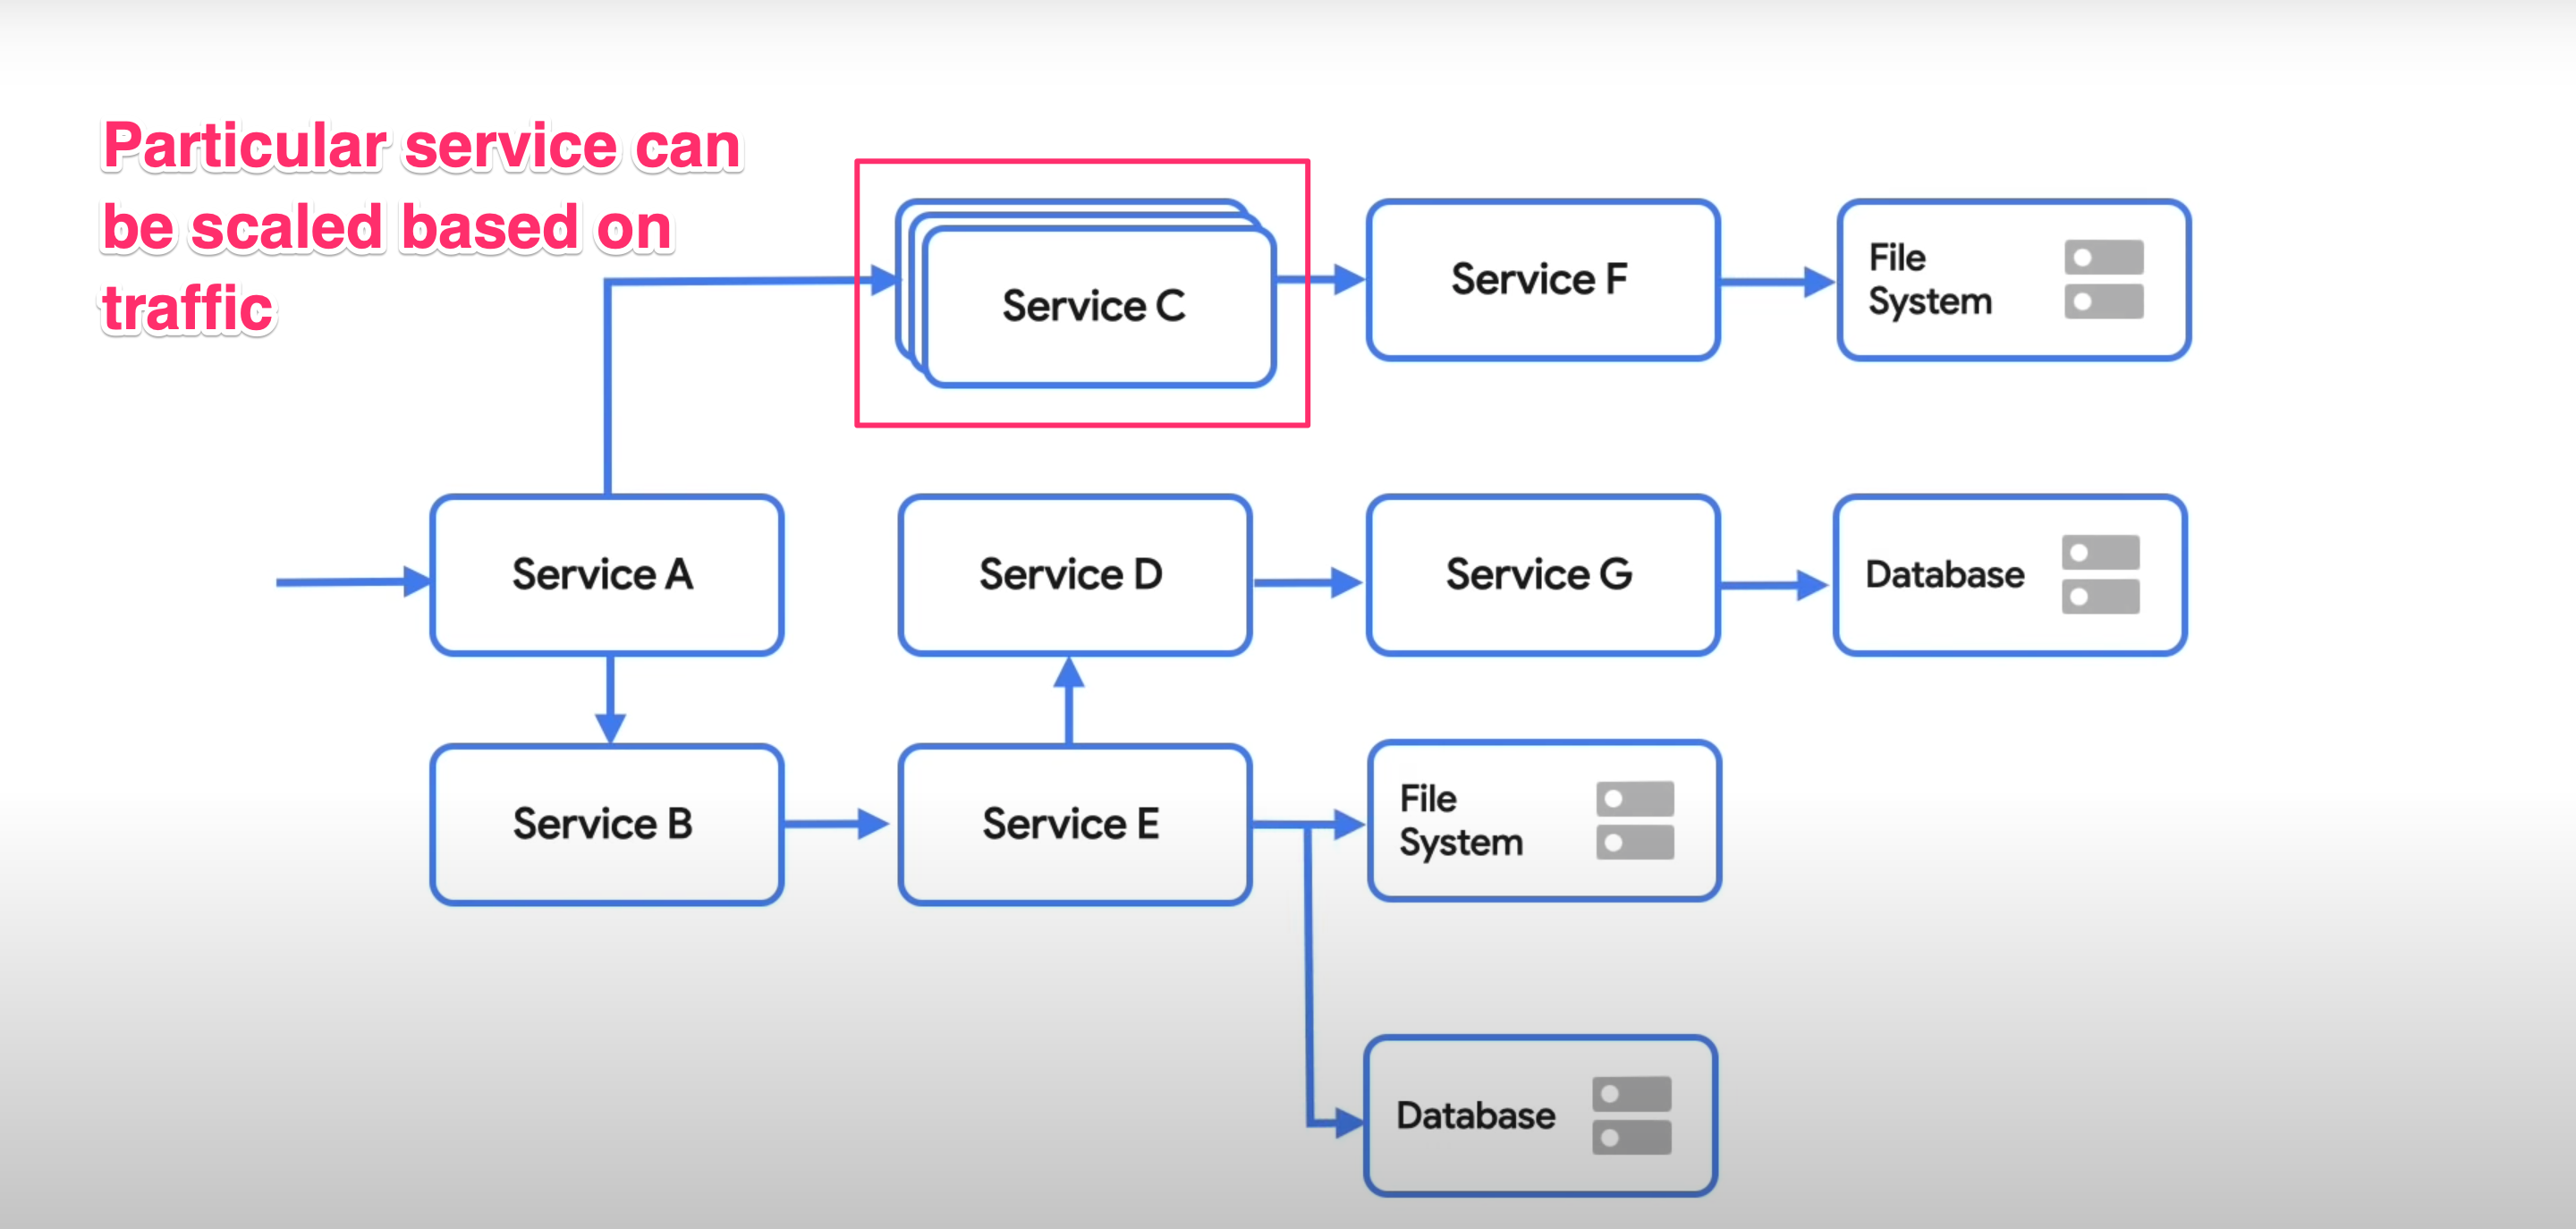 Particular service can
be scaled based on
traffic
Service C
Service F
File
System
Service A
Service D
Service G
Database
Service B
Service E
File
System
Database